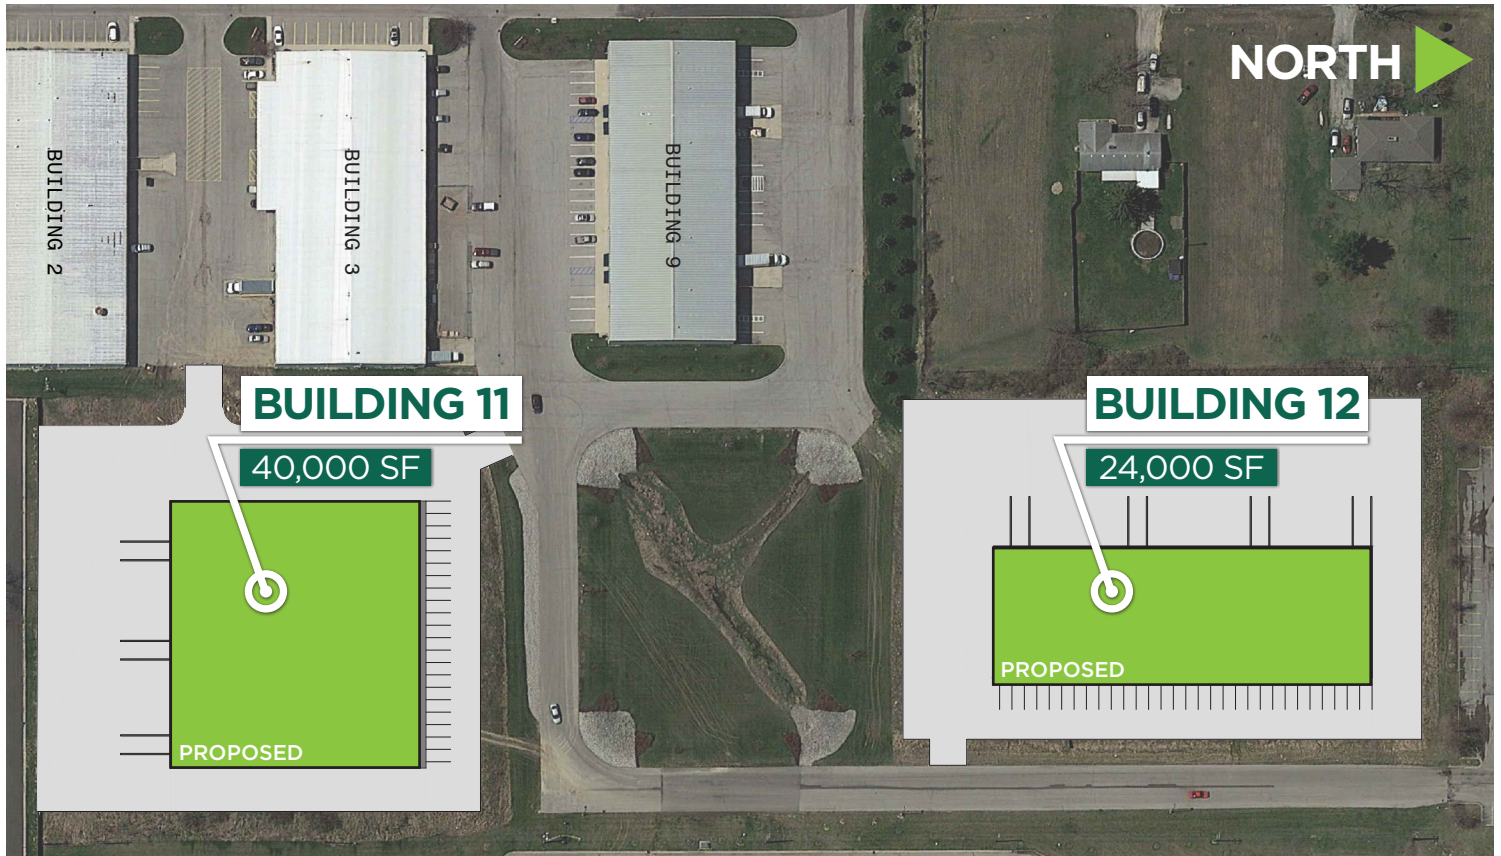 NORTH
BUILDING 2
BUILDING 3
BUILDING 9
BUILDING 11
40,000 SF
BUILDING 12
24,000 SF
PROPOSED
PROPOSED